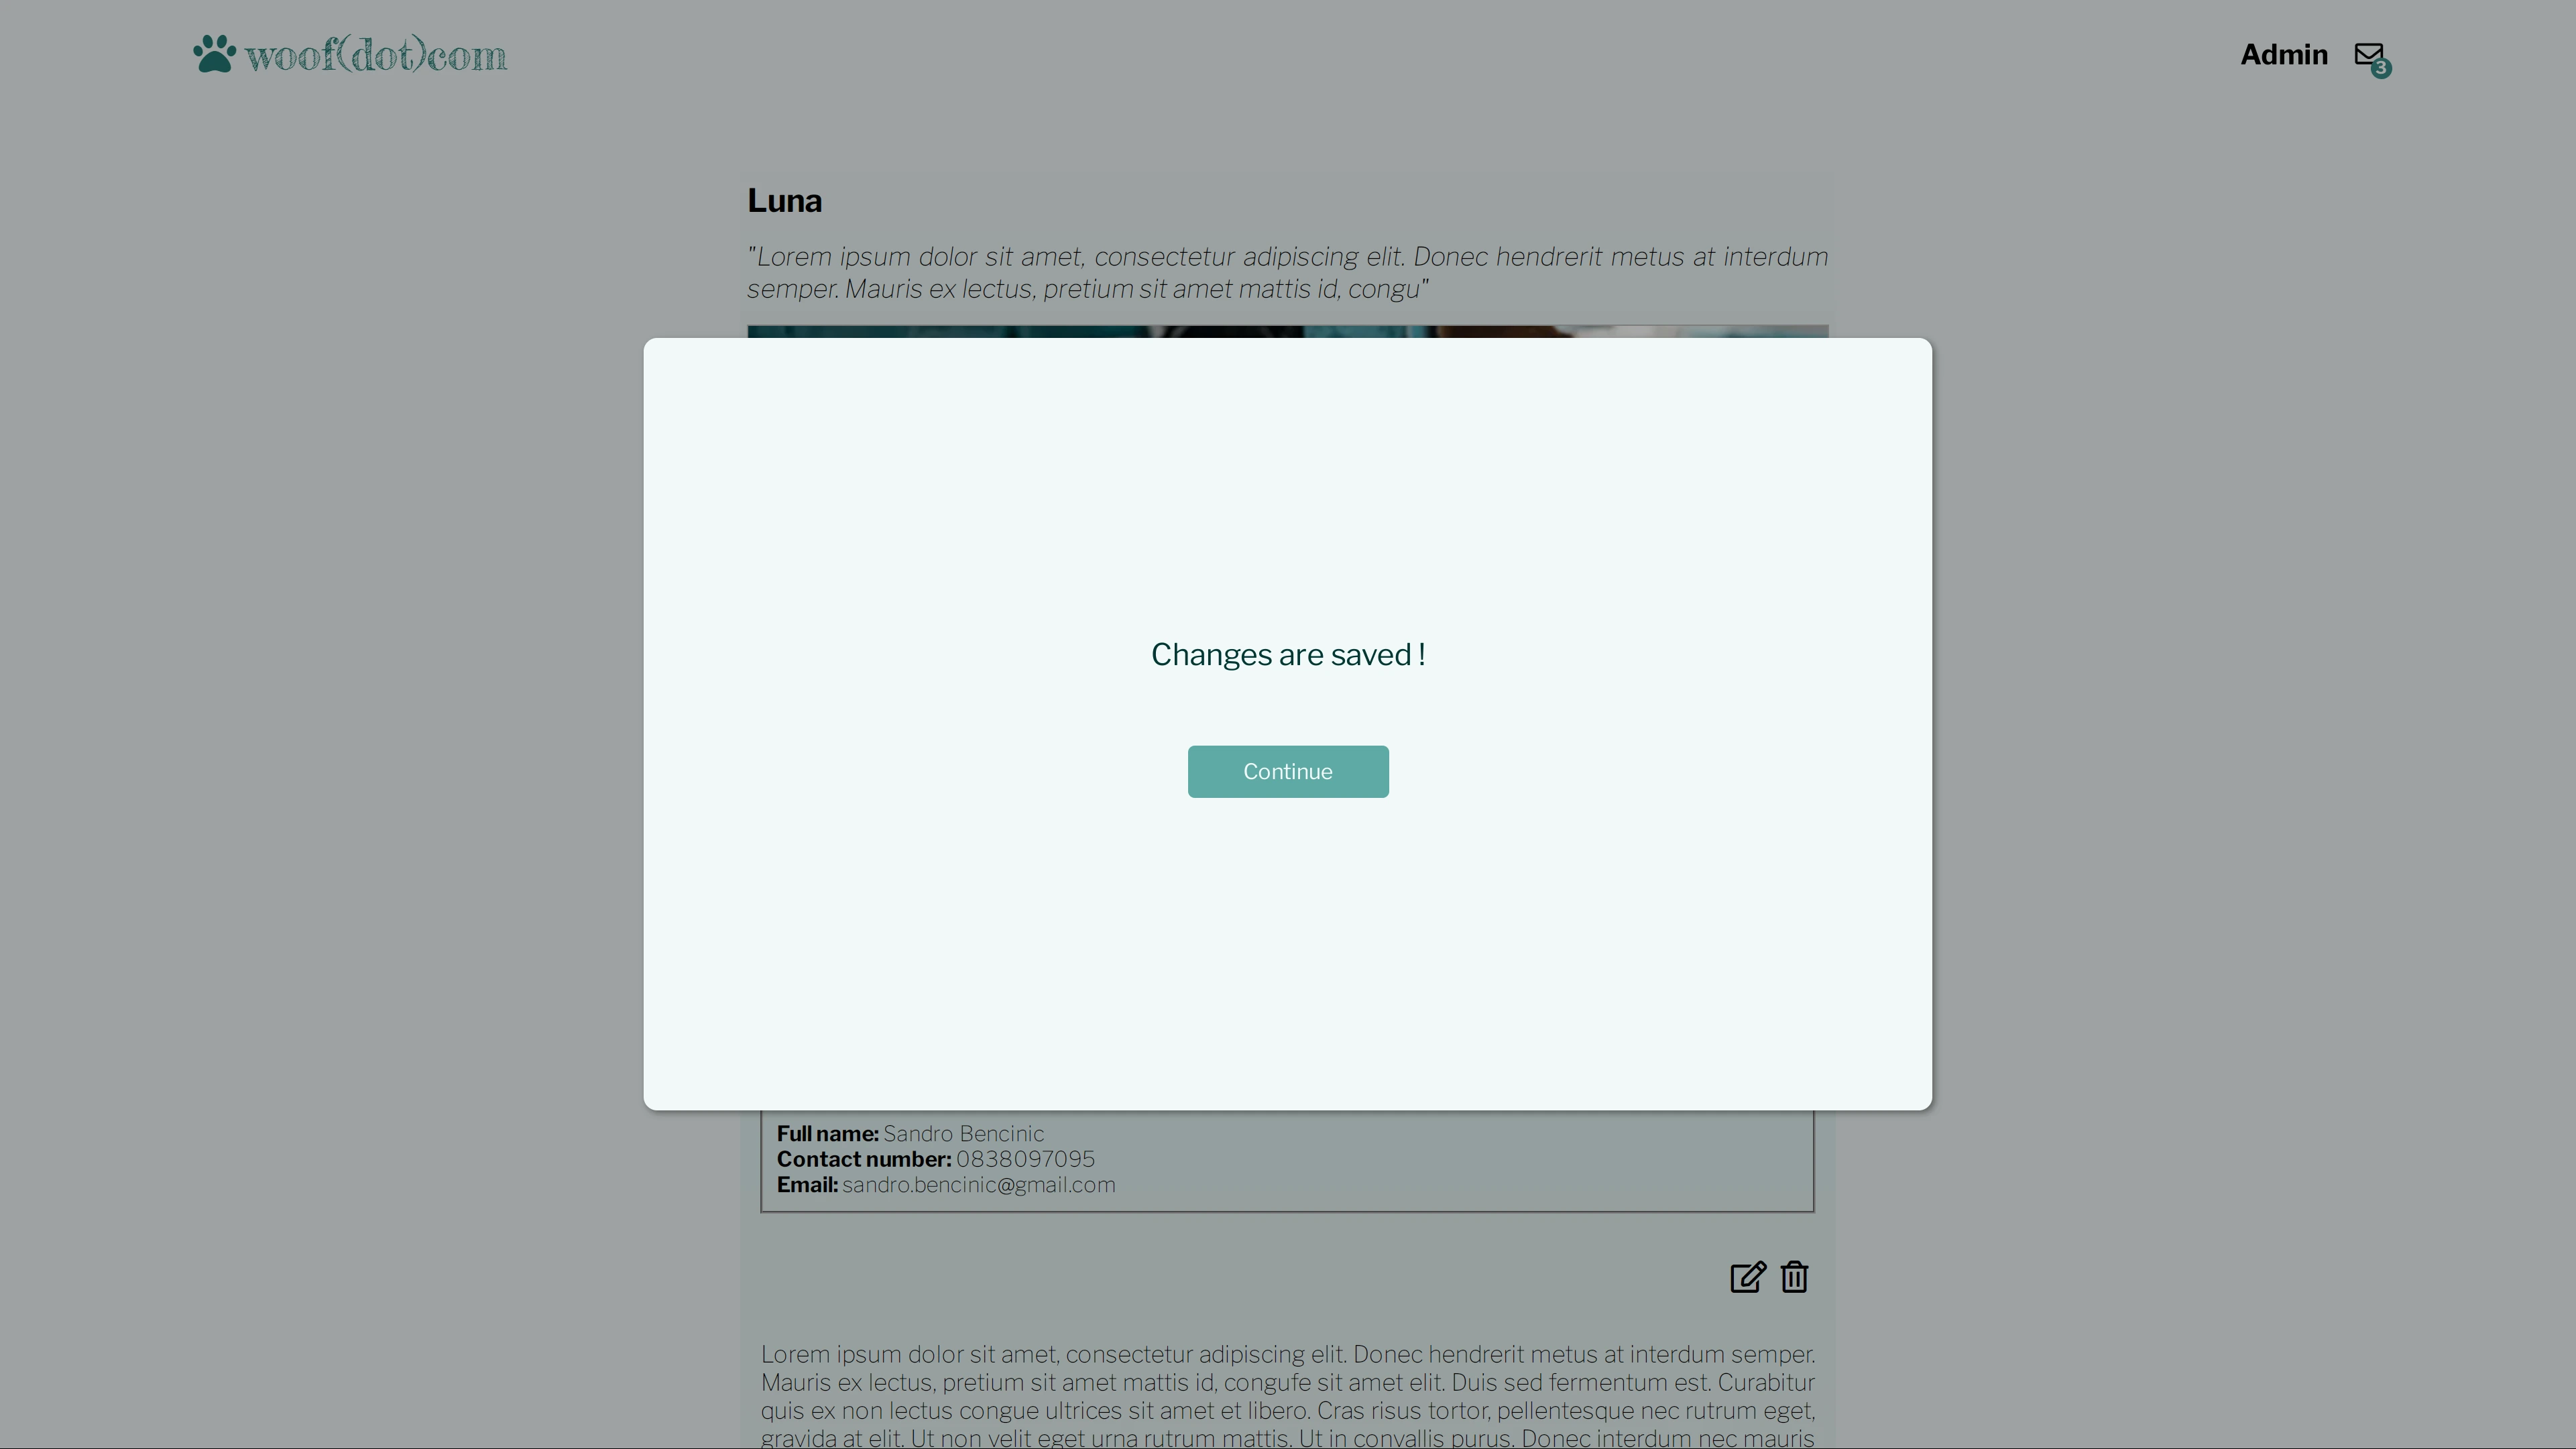 woof(dot)com
Admin
3
Luna
"Lorem ipsum dolor sit amet, consectetur adipiscing elit. Donec hendrerit metus at interdum
semper. Mauris ex lectus, pretium sit amet mattis id, congu"
Changes are saved !
Continue
Full name: Sandro Bencinic
Contact number: 0838097095
Email: sandro.bencinic@gmail.com
Lorem ipsum dolor sit amet, consectetur adipiscing elit. Donec hendrerit metus at interdum semper.
Mauris ex lectus, pretium sit amet mattis id, congufe sit amet elit. Duis sed fermentum est. Curabitur
quis ex non lectus congue ultrices sit amet et libero. Cras risus tortor, pellentesque nec rutrum eget,
gravida at elit. Ut non velit eget urna rutrum mattis. Ut in convallis purus. Donec interdum nec mauris